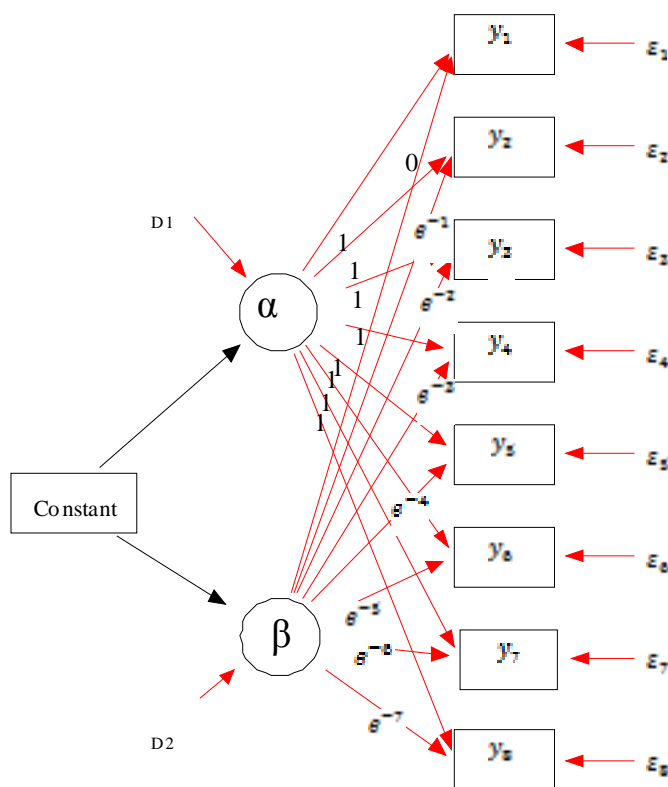 y₁
ε₁
y₂
ε₂
0
D1
e⁻¹
1
y₃
ε₃
1
e⁻²
1
α
1
y₄
ε₄
1
e⁻³
1
1
1
y₅
ε₅
Constant
e⁻⁴
y₆
ε₆
e⁻⁵
β
e⁻⁶
y₇
ε₇
e⁻⁷
D2
y₈
ε₈